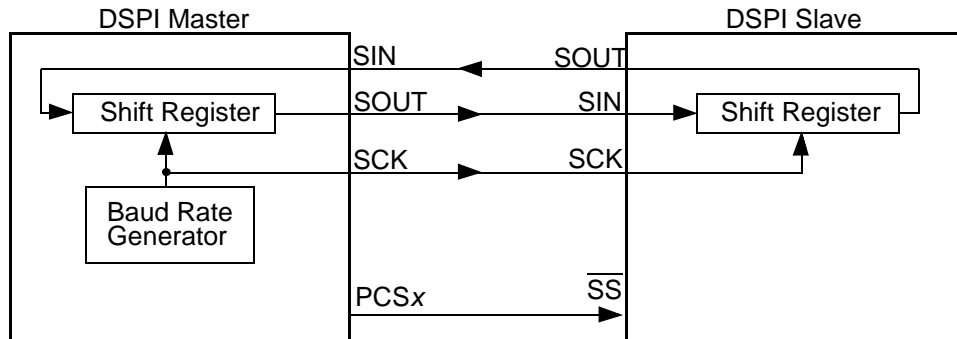 DSPI Master
DSPI Slave
SIN
SOUT
Shift Register
SOUT
SIN
Shift Register
SCK
SCK
Baud Rate
Generator
PCSx
SS